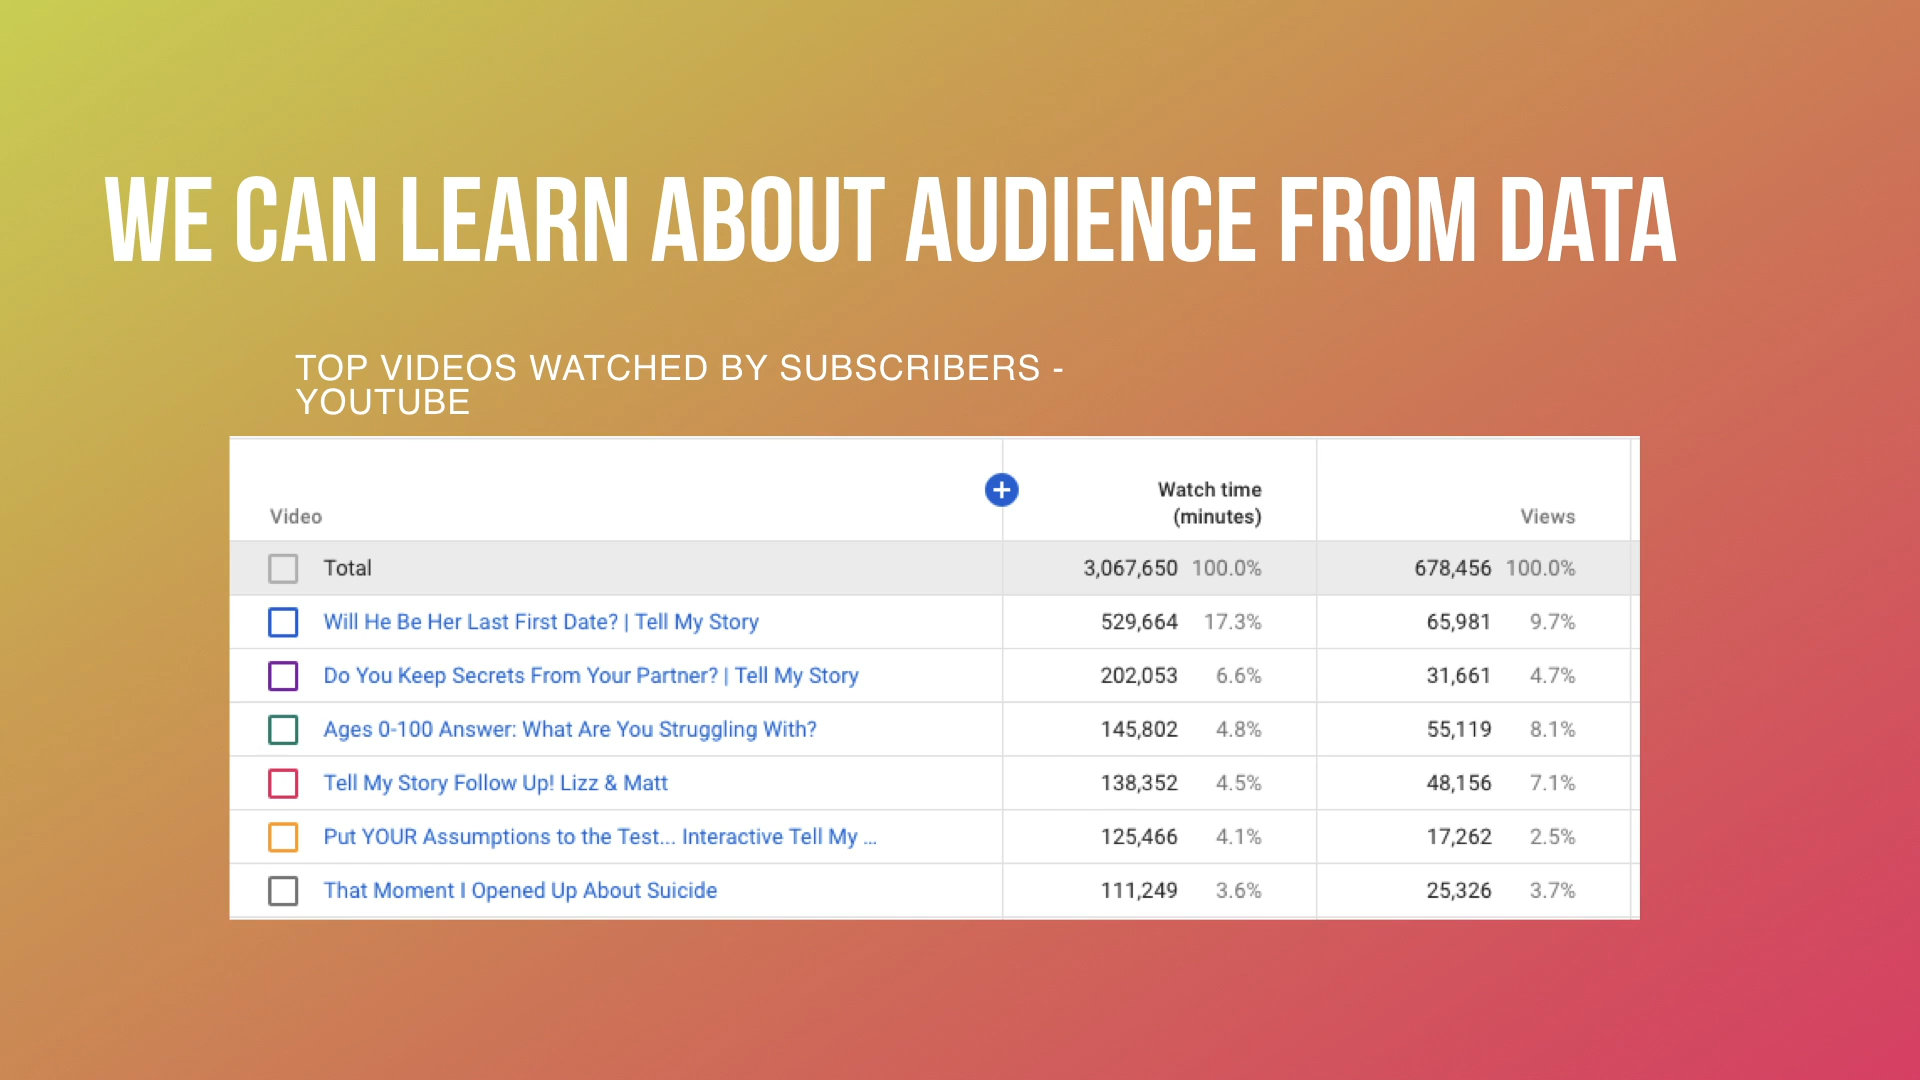 WE CAN LEARN ABOUT AUDIENCE FROM DATA
TOP VIDEOS WATCHED BY SUBSCRIBERS -
YOUTUBE
Video Watch time (minutes) Views
Total 3,067,650 100.0% 678,456 100.0%
Will He Be Her Last First Date? | Tell My Story 529,664 17.3% 65,981 9.7%
Do You Keep Secrets From Your Partner? | Tell My Story 202,053 6.6% 31,661 4.7%
Ages 0-100 Answer: What Are You Struggling With? 145,802 4.8% 55,119 8.1%
Tell My Story Follow Up! Lizz & Matt 138,352 4.5% 48,156 7.1%
Put YOUR Assumptions to the Test... Interactive Tell My ... 125,466 4.1% 17,262 2.5%
That Moment I Opened Up About Suicide 111,249 3.6% 25,326 3.7%